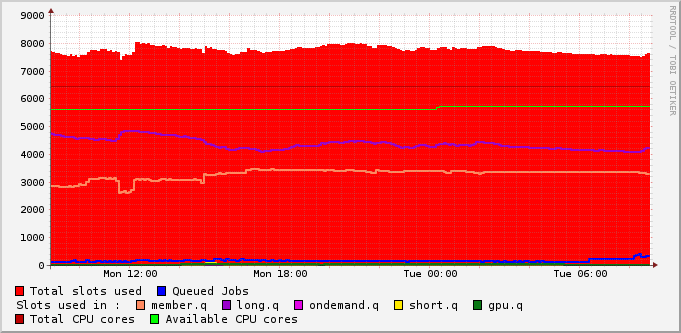 9000
8000
7000
6000
5000
4000
3000
2000
1000
0
Mon 12:00 Mon 18:00 Tue 00:00 Tue 06:00
Total slots used Queued Jobs
Slots used in : member.q long.q ondemand.q short.q gpu.q
Total CPU cores Available CPU cores
RRDTOOL / TOBI OETIKER